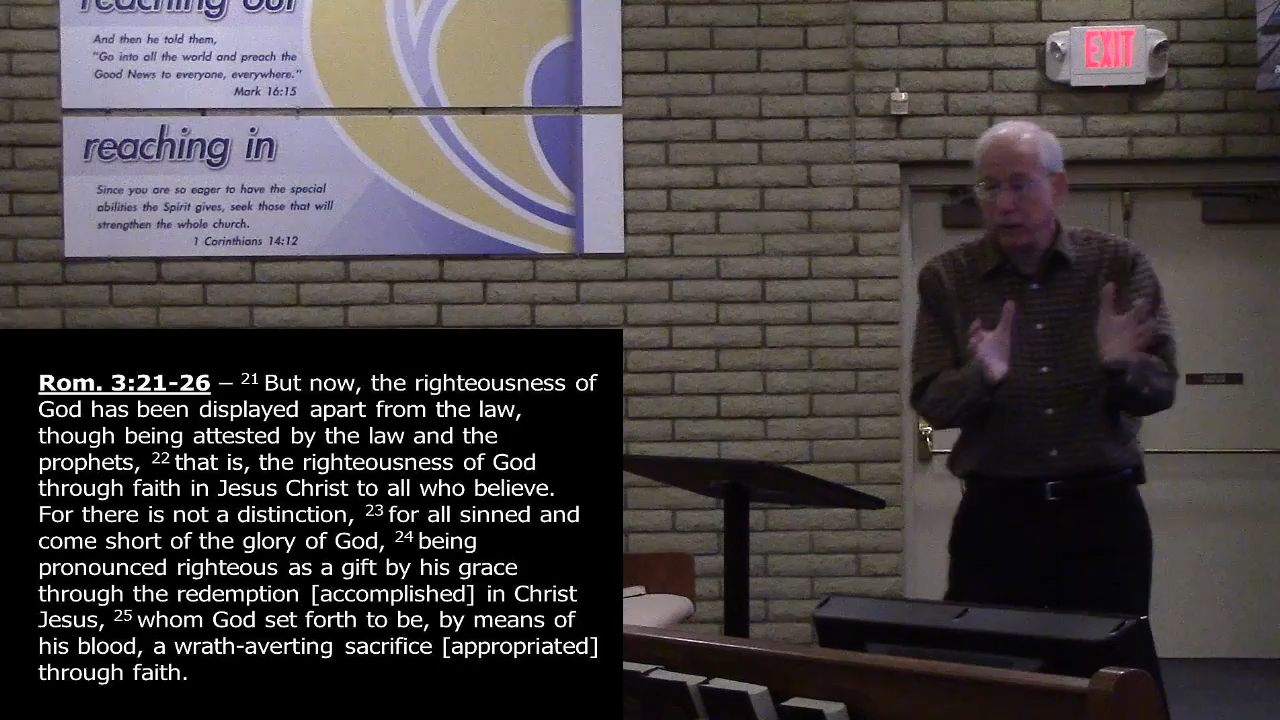 reaching out
And then he told them,
"Go into all the world and preach the
Good News to everyone, everywhere."
Mark 16:15
reaching in
Since you are so eager to have the special
abilities the Spirit gives, seek those that will
strengthen the whole church.
1 Corinthians 14:12
EXIT
Rom. 3:21-26 – 21 But now, the righteousness of
God has been displayed apart from the law,
though being attested by the law and the
prophets, 22 that is, the righteousness of God
through faith in Jesus Christ to all who believe.
For there is not a distinction, 23 for all sinned and
come short of the glory of God, 24 being
pronounced righteous as a gift by his grace
through the redemption [accomplished] in Christ
Jesus, 25 whom God set forth to be, by means of
his blood, a wrath-averting sacrifice [appropriated]
through faith.